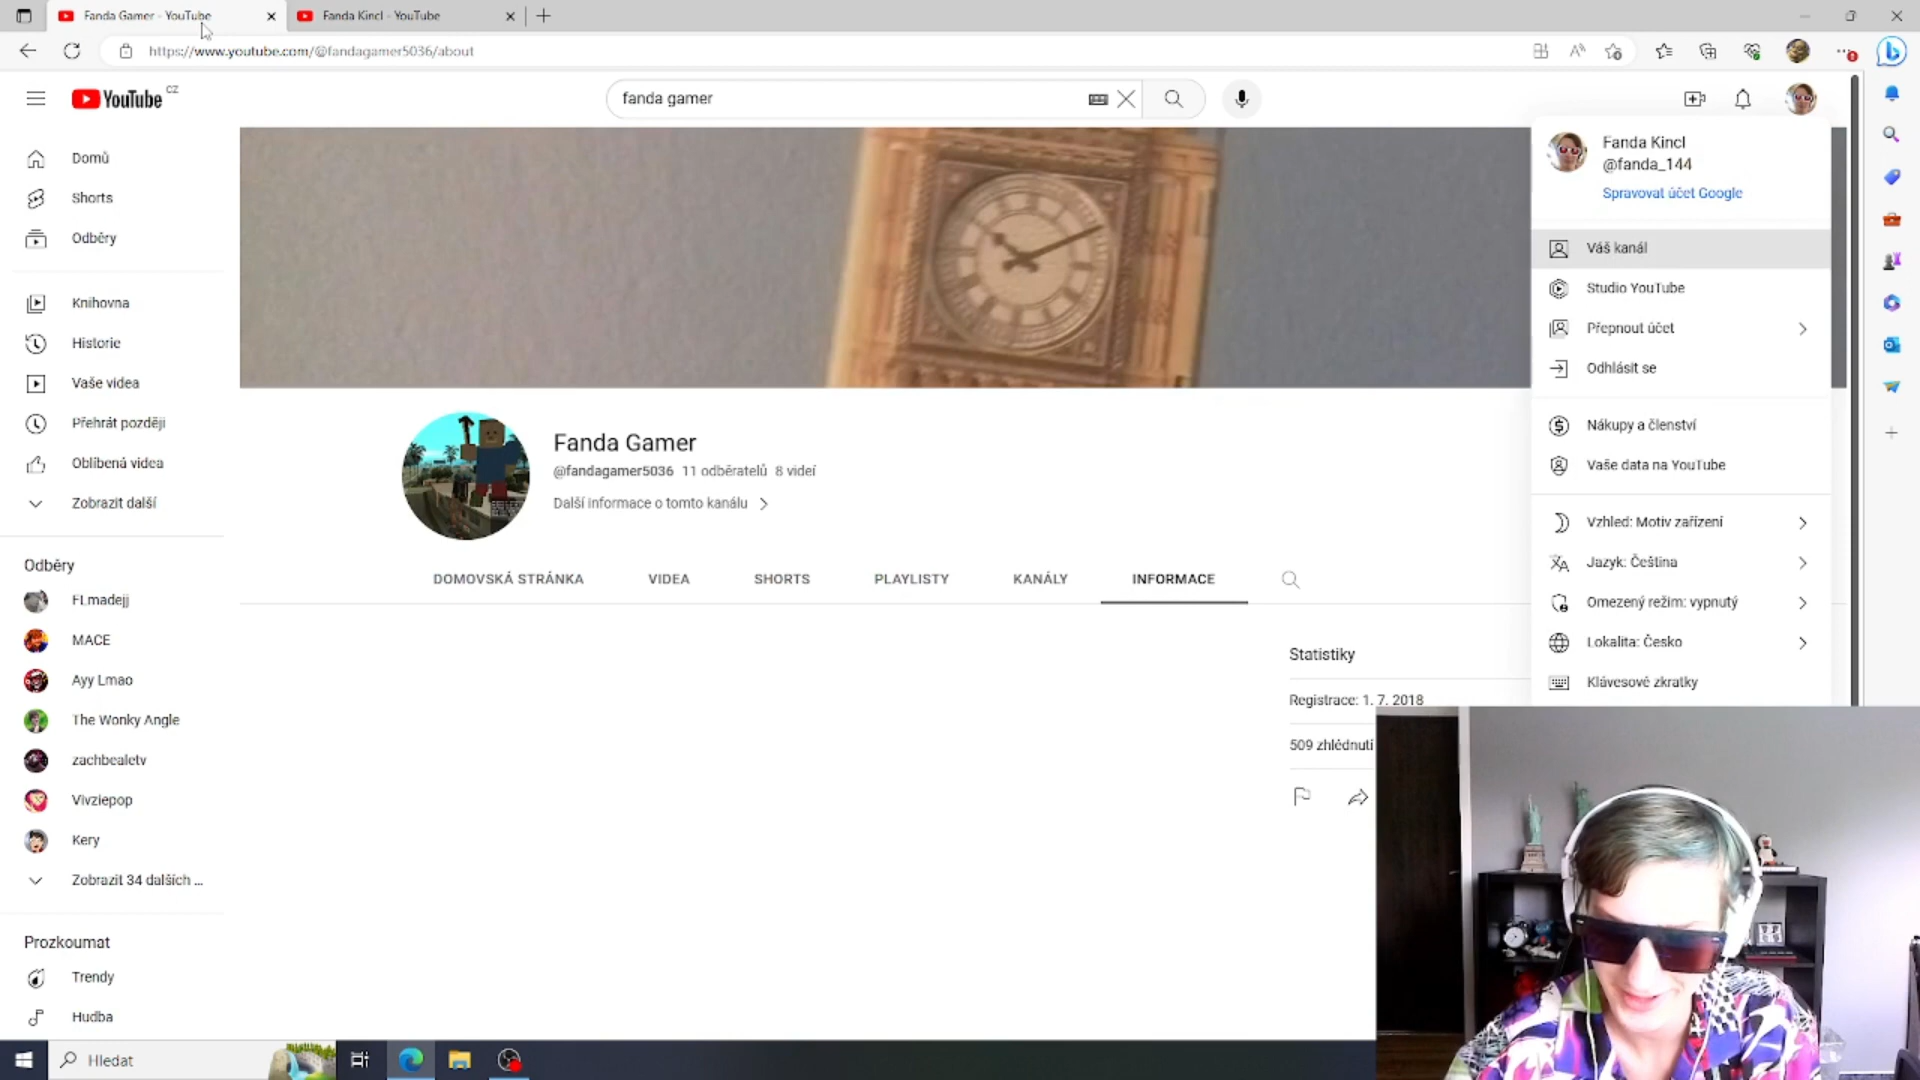 Fanda Gamer - YouTube
Fanda Kincl - YouTube
https://www.youtube.com/@fandagamer5036/about
YouTube CZ
fanda gamer
Domů
Shorts
Odběry
Knihovna
Historie
Vaše videa
Přehrát později
Oblíbená videa
Zobrazit další
Odběry
FLmadejj
MACE
Ayy Lmao
The Wonky Angle
zachbealetv
Vivziepop
Kery
Zobrazit 34 dalších ...
Prozkoumat
Trendy
Hudba
Fanda Gamer
@fandagamer5036 11 odběratelů 8 videí
Další informace o tomto kanálu
DOMOVSKÁ STRÁNKA VIDEA SHORTS PLAYLISTY KANÁLY INFORMACE
Statistiky
Registrace: 1. 7. 2018
509 zhlédnutí
Fanda Kincl
@fanda_144
Spravovat účet Google
Váš kanál
Studio YouTube
Přepnout účet
Odhlásit se
Nákupy a členství
Vaše data na YouTube
Vzhled: Motiv zařízení
Jazyk: Čeština
Omezený režim: vypnutý
Lokalita: Česko
Klávesové zkratky
Hledat